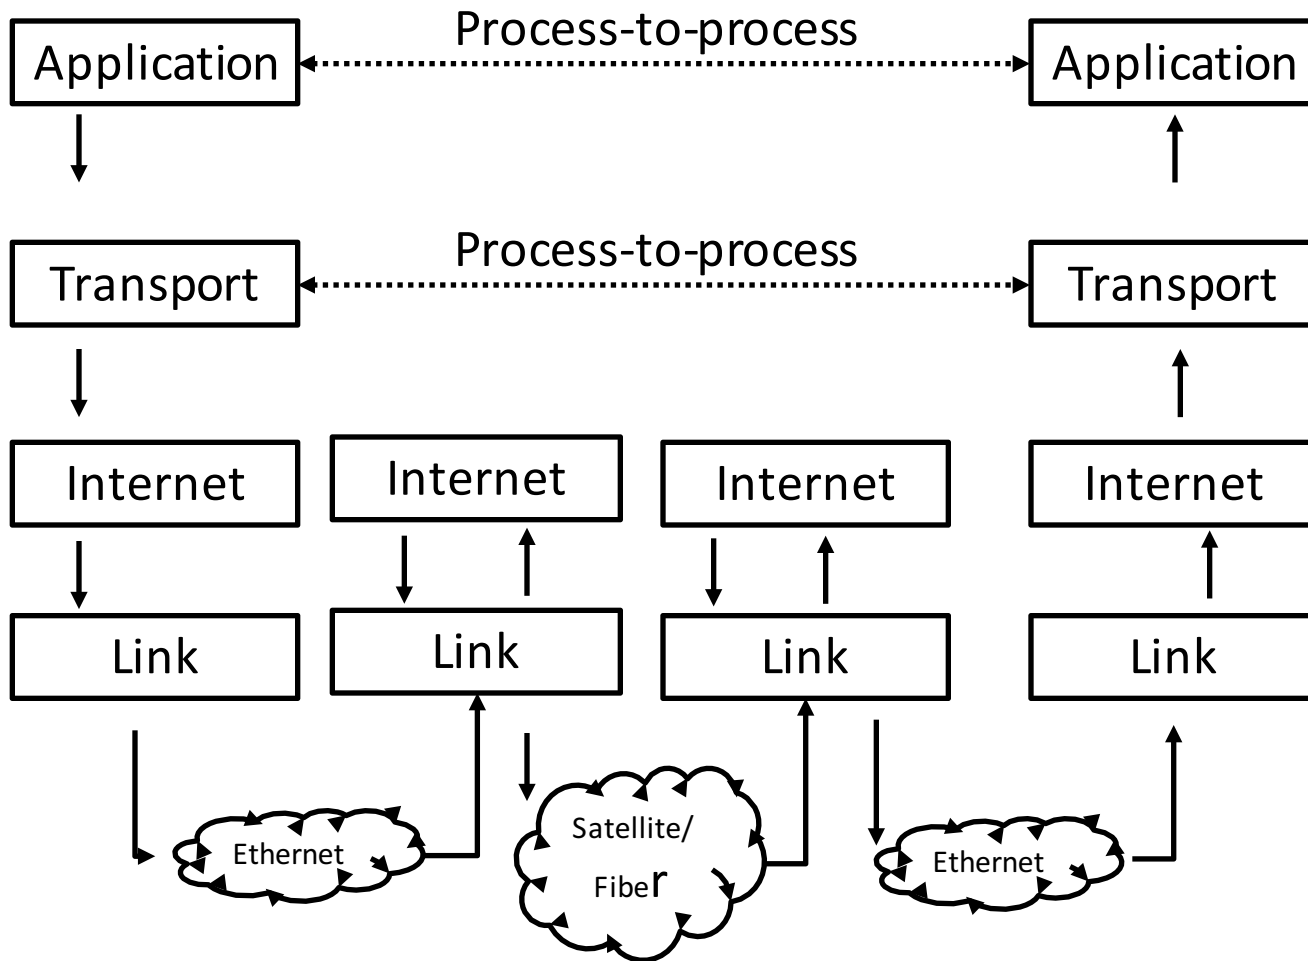 Process-to-process
Application
Application
Process-to-process
Transport
Transport
Internet
Internet
Internet
Internet
Link
Link
Link
Link
Ethernet
Satellite/
Fiber
Ethernet